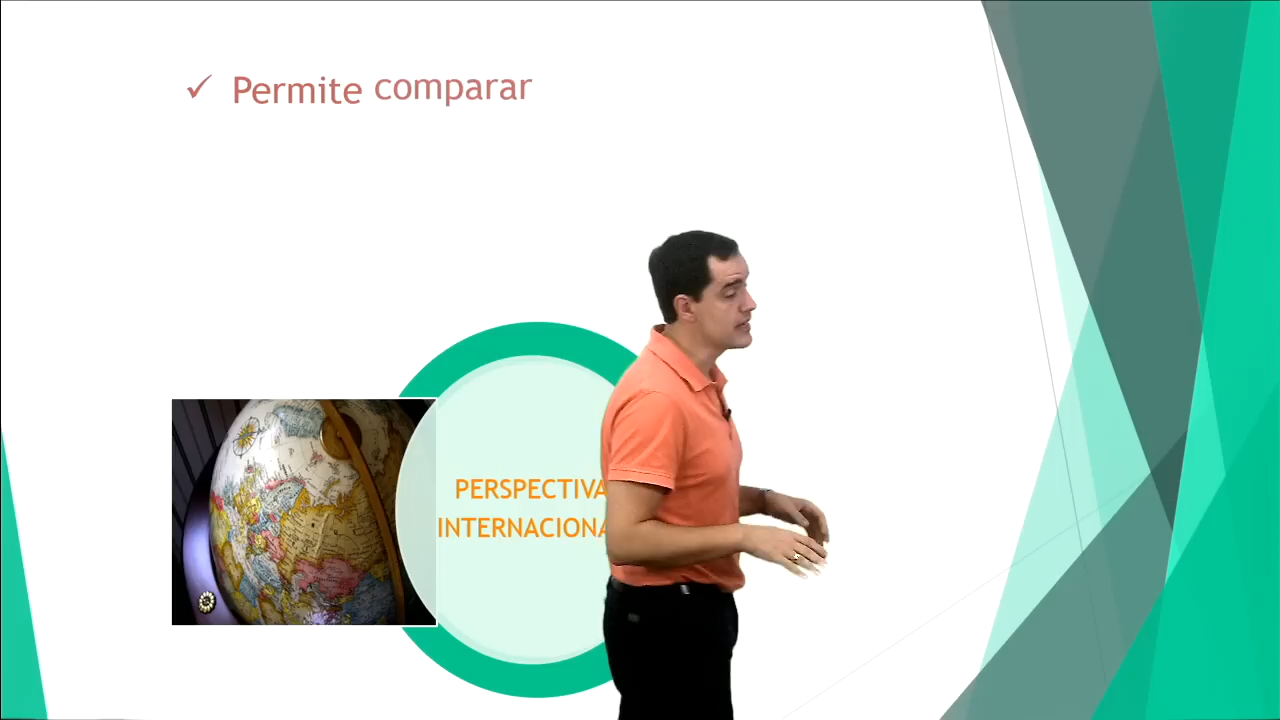 ✓ Permite comparar
PERSPECTIVA
INTERNACIONA